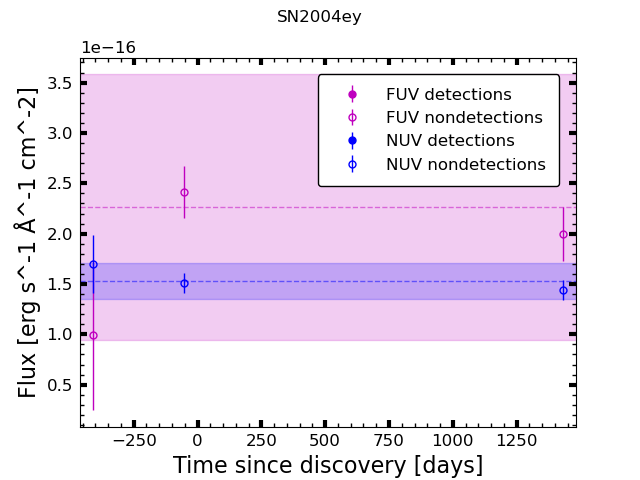 SN2004ey
1e−16
3.5
3.0
2.5
2.0
1.5
1.0
0.5
Flux [erg s^-1 Å^-1 cm^-2]
FUV detections
FUV nondetections
NUV detections
NUV nondetections
−250 0 250 500 750 1000 1250
Time since discovery [days]